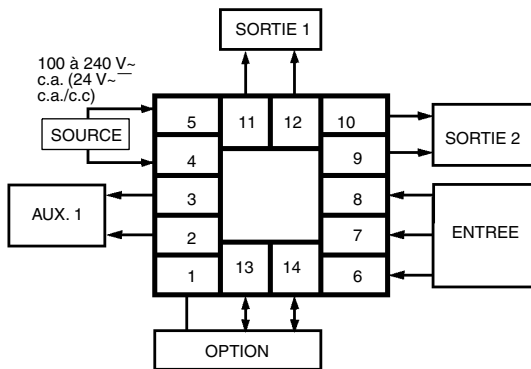 SORTIE 1
100 à 240 V~
c.a. (24 V~
c.a./c.c)
SOURCE
5
11
12
10
SORTIE 2
4
9
AUX. 1
3
8
2
7
ENTREE
1
13
14
6
OPTION